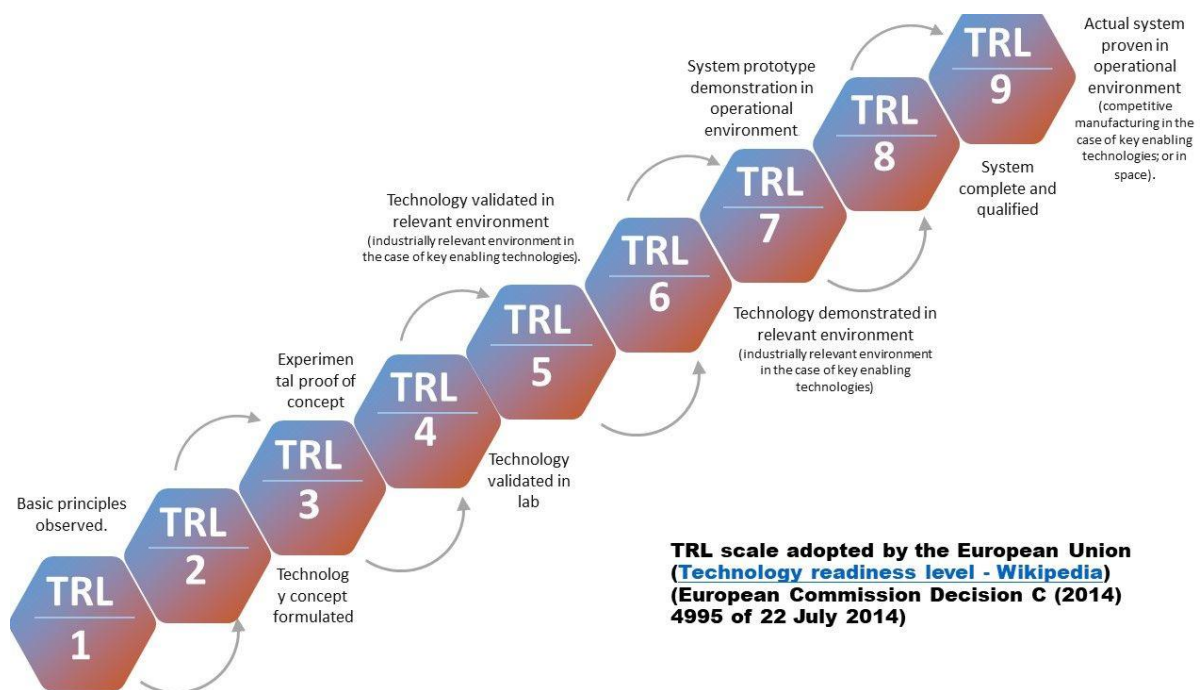 TRL
1
Basic principles
observed.
TRL
2
Technolog
y concept
formulated
TRL
3
Experimen
tal proof of
concept
TRL
4
Technology
validated in
lab
TRL
5
Technology validated in
relevant environment
(industrially relevant environment in
the case of key enabling technologies).
TRL
6
Technology demonstrated in
relevant environment
(industrially relevant environment
in the case of key enabling
technologies)
TRL
7
System prototype
demonstration in
operational
environment
TRL
8
System
complete and
qualified
TRL
9
Actual system
proven in
operational
environment
(competitive
manufacturing in the
case of key enabling
technologies; or in
space).
TRL scale adopted by the European Union
(Technology readiness level - Wikipedia)
(European Commission Decision C (2014)
4995 of 22 July 2014)